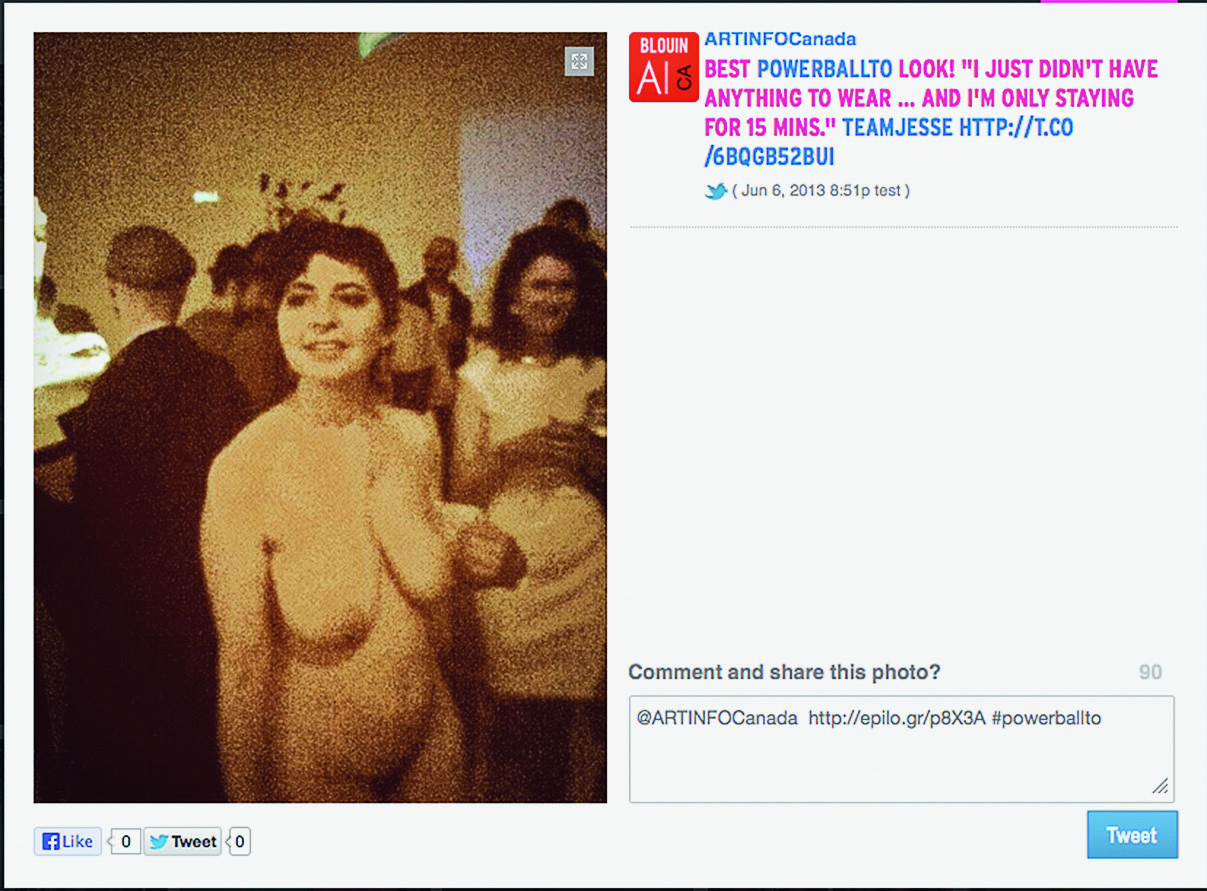 BLOUIN
AI CA
ARTINFOCanada
BEST POWERBALLTO LOOK! "I JUST DIDN'T HAVE
ANYTHING TO WEAR ... AND I'M ONLY STAYING
FOR 15 MINS." TEAMJESSE HTTP://T.CO
/6BQGB52BUI
( Jun 6, 2013 8:51p test )
Comment and share this photo? 90
@ARTINFOCanada http://epilo.gr/p8X3A #powerballto
Tweet
Like 0 Tweet 0